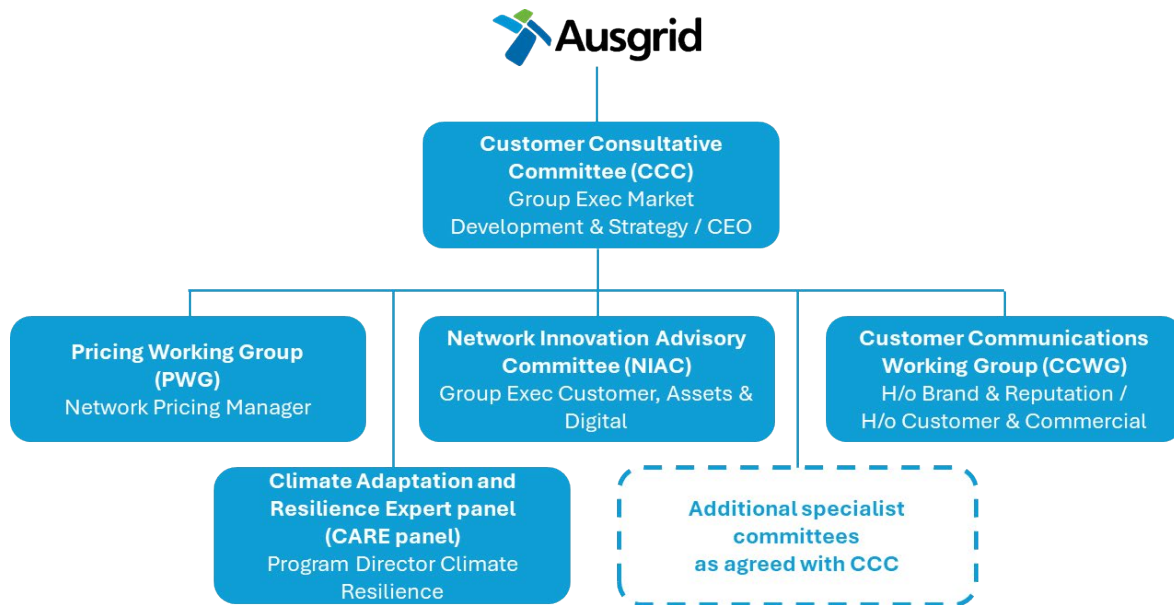 Ausgrid
Customer Consultative
Committee (CCC)
Group Exec Market
Development & Strategy / CEO
Pricing Working Group
(PWG)
Network Pricing Manager
Network Innovation Advisory
Committee (NIAC)
Group Exec Customer, Assets &
Digital
Customer Communications
Working Group (CCWG)
H/o Brand & Reputation /
H/o Customer & Commercial
Climate Adaptation and
Resilience Expert panel
(CARE panel)
Program Director Climate
Resilience
Additional specialist
committees
as agreed with CCC